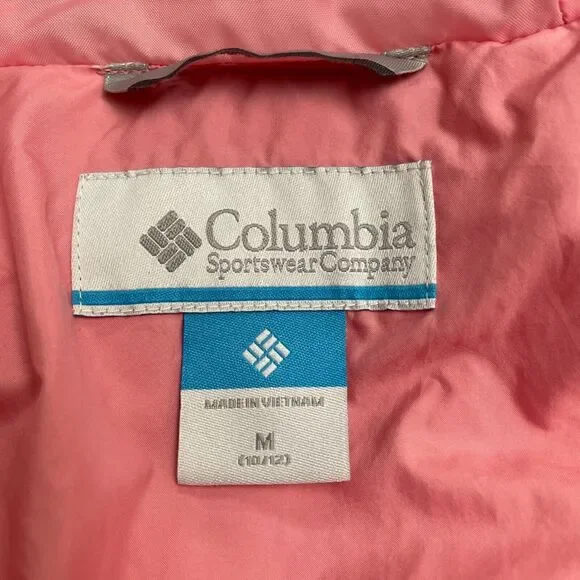 Columbia
Sportswear Company
MADE IN VIETNAM
M
(10/12)